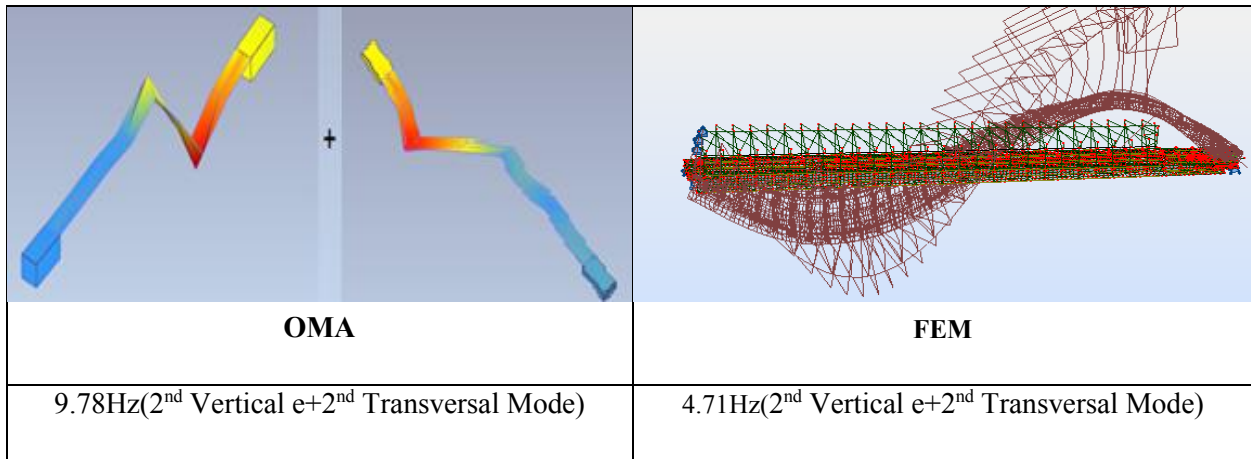 OMA
FEM
9.78Hz(2nd Vertical e+2nd Transversal Mode)
4.71Hz(2nd Vertical e+2nd Transversal Mode)